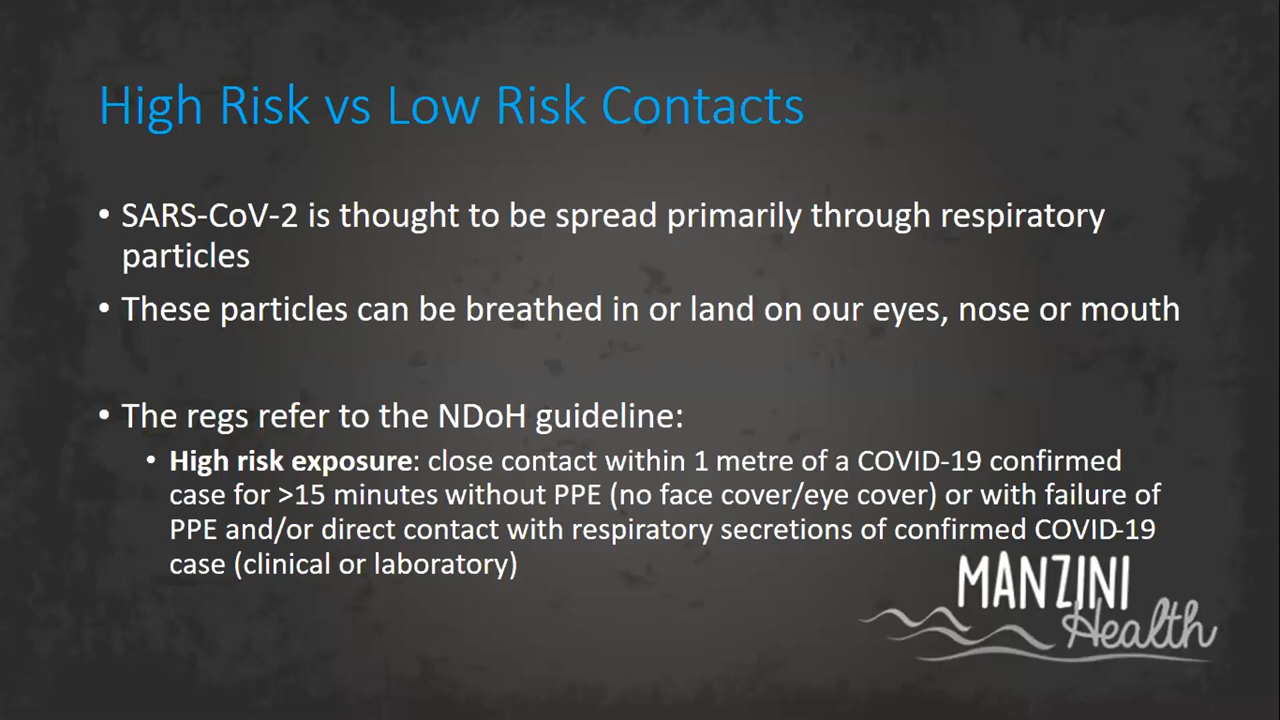 High Risk vs Low Risk Contacts
• SARS-CoV-2 is thought to be spread primarily through respiratory
particles
• These particles can be breathed in or land on our eyes, nose or mouth
• The regs refer to the NDoH guideline:
• High risk exposure: close contact within 1 metre of a COVID-19 confirmed
case for >15 minutes without PPE (no face cover/eye cover) or with failure of
PPE and/or direct contact with respiratory secretions of confirmed COVID-19
case (clinical or laboratory)
MANZINI
Health